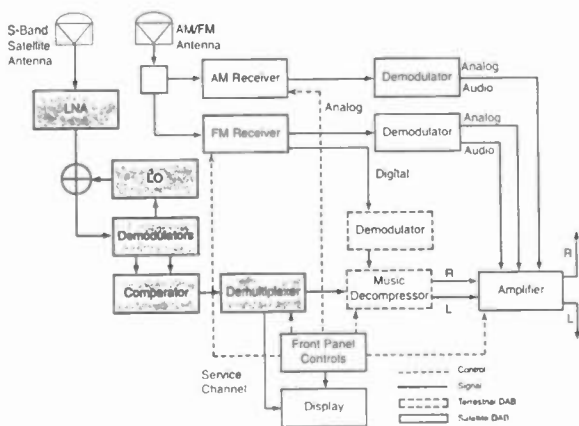 S-Band
Satellite
Antenna
AM/FM
Antenna
LNA
LO
Demodulators
Comparator
Demultiplexer
AM Receiver
FM Receiver
Analog
Digital
Demodulator
Analog
Audio
Demodulator
Analog
Audio
Demodulator
Music
Decompressor
R
L
Amplifier
R
L
Front Panel
Controls
Service
Channel
Display
Control
Signal
Terrestrial DAB
Satellite DAB